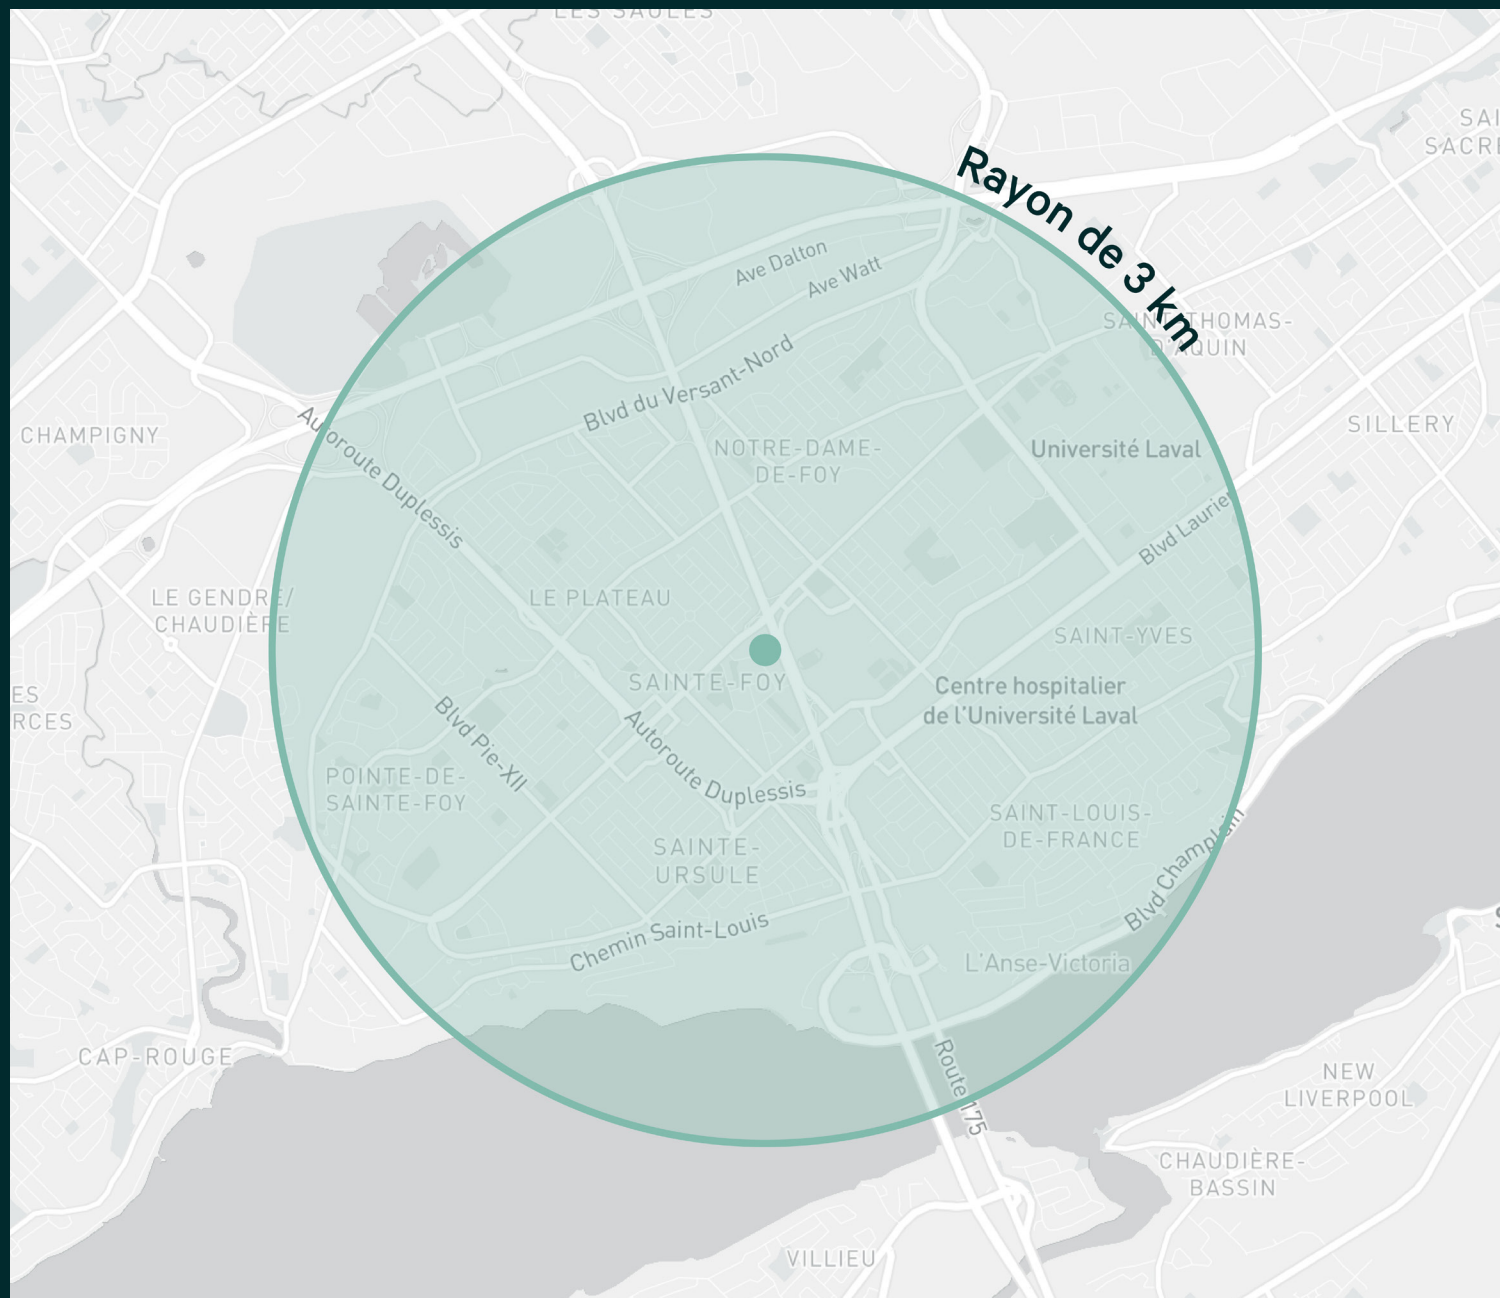 LES SAULES
Rayon de 3 km
Ave Dalton
Ave Watt
SAINT-THOMAS-
D'AQUIN
Blvd du Versant-Nord
CHAMPIGNY
Autoroute Duplessis
NOTRE-DAME-
DE-FOY
Université Laval
SILLERY
Blvd Laurier
LE GENDRE/
CHAUDIÈRE
LE PLATEAU
SAINT-YVES
SAINTE-FOY
Centre hospitalier
de l'Université Laval
Blvd Pie-XII
Autoroute Duplessis
POINTE-DE-
SAINTE-FOY
SAINT-LOUIS-
DE-FRANCE
SAINTE-
URSULE
Blvd Champlain
Chemin Saint-Louis
L'Anse-Victoria
CAP-ROUGE
Route 175
NEW
LIVERPOOL
CHAUDIÈRE-
BASSIN
VILLIEU